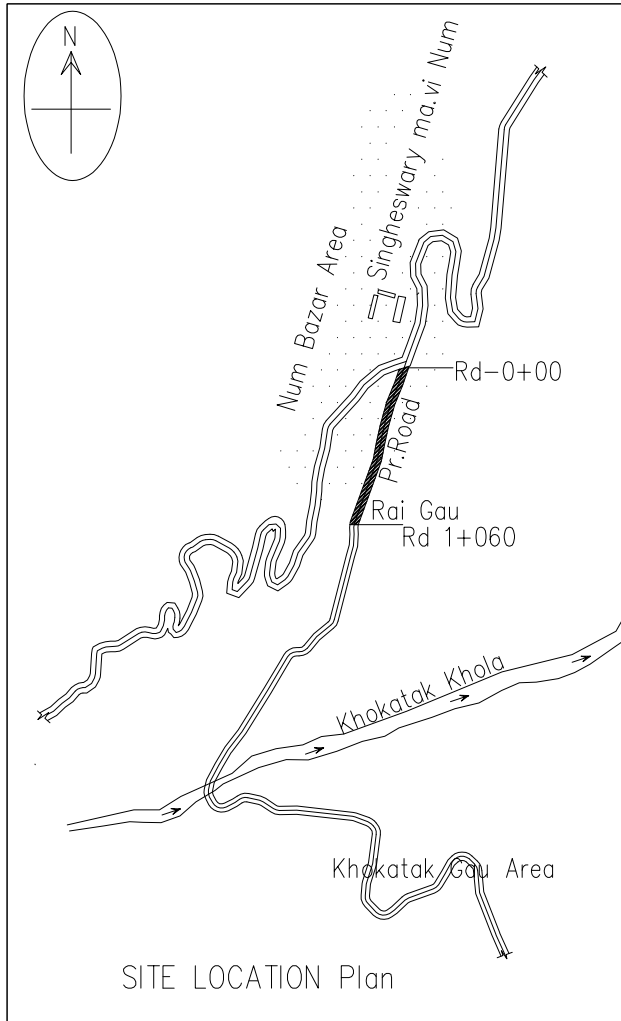 N
Singheswary ma.vi Num
Num Bazar Area
Rd-0+00
Pr.Road
Rai Gau
Rd 1+060
Khokatak Khola
Khokatak Gau Area
SITE LOCATION Plan